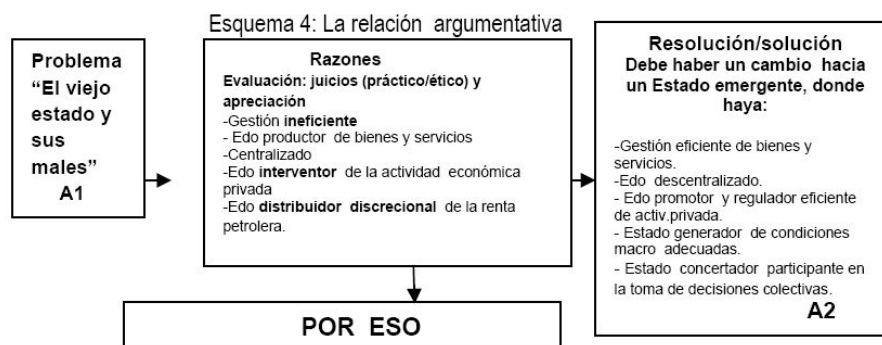 Esquema 4: La relación argumentativa
Problema
“El viejo
estado y
sus
males”
A1
Razones
Evaluación: juicios (práctico/ético) y
apreciación
-Gestión ineficiente
- Edo productor de bienes y servicios
-Centralizado
-Edo interventor de la actividad económica
privada
-Edo distribuidor discrecional de la renta
petrolera.
Resolución/solución
Debe haber un cambio hacia
un Estado emergente, donde
haya:
-Gestión eficiente de bienes y
servicios.
-Edo descentralizado.
- Edo promotor y regulador eficiente
de activ.privada.
- Estado generador de condiciones
macro adecuadas.
- Estado concertador participante en
la toma de decisiones colectivas.
A2
POR ESO